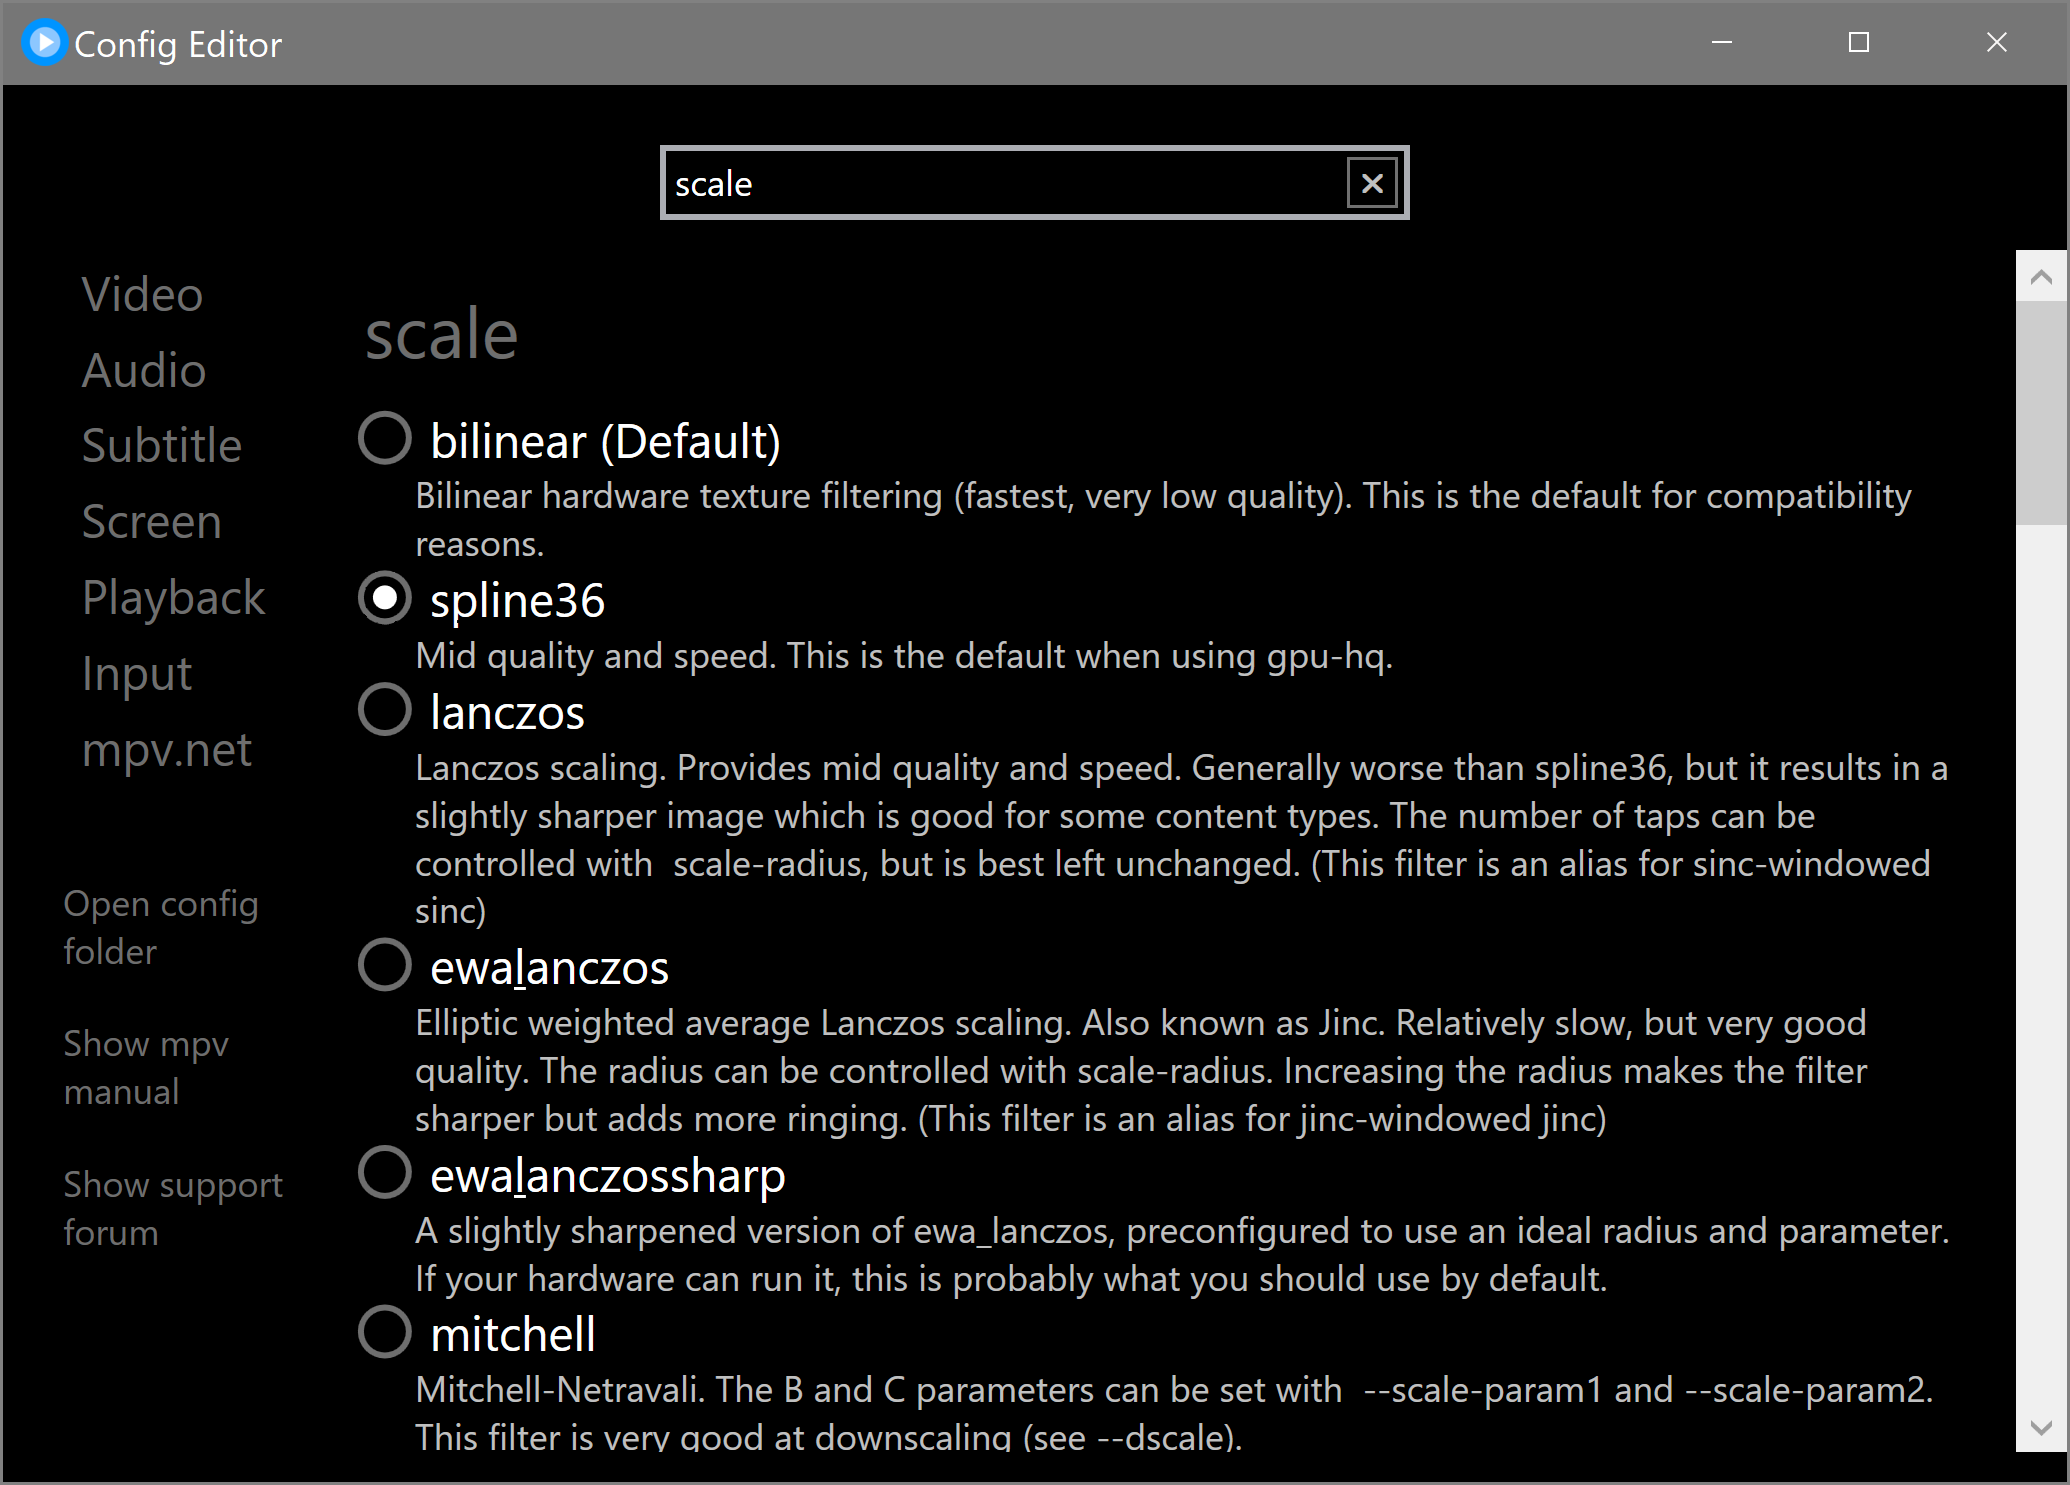 Config Editor
scale
Video
Audio
Subtitle
Screen
Playback
Input
mpv.net
Open config
folder
Show mpv
manual
Show support
forum
scale
bilinear (Default)
Bilinear hardware texture filtering (fastest, very low quality). This is the default for compatibility
reasons.
spline36
Mid quality and speed. This is the default when using gpu-hq.
lanczos
Lanczos scaling. Provides mid quality and speed. Generally worse than spline36, but it results in a
slightly sharper image which is good for some content types. The number of taps can be
controlled with  scale-radius, but is best left unchanged. (This filter is an alias for sinc-windowed
sinc)
ewalanczos
Elliptic weighted average Lanczos scaling. Also known as Jinc. Relatively slow, but very good
quality. The radius can be controlled with scale-radius. Increasing the radius makes the filter
sharper but adds more ringing. (This filter is an alias for jinc-windowed jinc)
ewalanczossharp
A slightly sharpened version of ewa_lanczos, preconfigured to use an ideal radius and parameter.
If your hardware can run it, this is probably what you should use by default.
mitchell
Mitchell-Netravali. The B and C parameters can be set with  --scale-param1 and --scale-param2.
This filter is very good at downscaling (see --dscale).